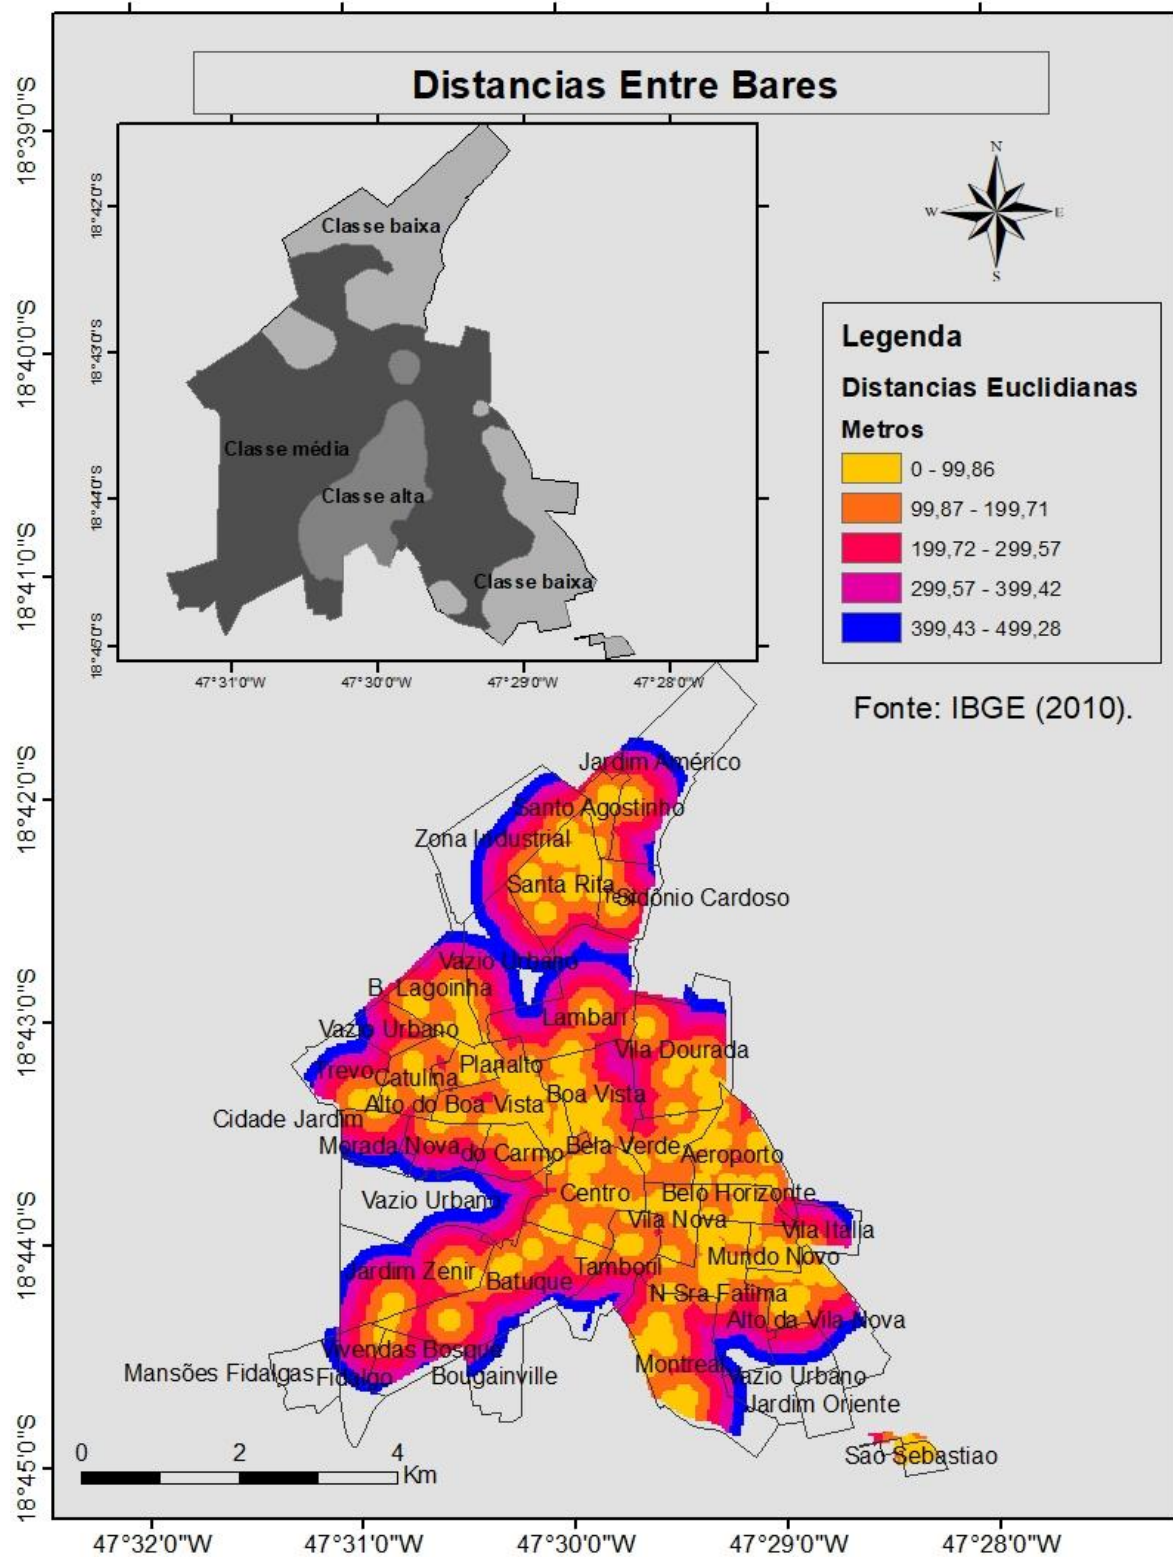 Distancias Entre Bares
18°39'0"S
18°40'0"S
18°41'0"S
18°42'0"S
18°43'0"S
18°44'0"S
18°45'0"S
18°42'0"S
18°43'0"S
18°44'0"S
18°45'0"S
Classe baixa
Classe média
Classe alta
Classe baixa
47°31'0"W
47°30'0"W
47°29'0"W
47°28'0"W
N
W
E
S
Legenda
Distancias Euclidianas
Metros
0 - 99,86
99,87 - 199,71
199,72 - 299,57
299,57 - 399,42
399,43 - 499,28
Fonte: IBGE (2010).
Jardim Américo
Santo Agostinho
Zona Industrial
Santa Rita
Sidônio Cardoso
Vazio Urbano
B. Lagoinha
Lambari
Vazio Urbano
Vila Dourada
Planalto
Trevo
Catulina
Boa Vista
Alto do Boa Vista
Cidade Jardim
Morada Nova
do Carmo
Bela Verde
Aeroporto
Centro
Belo Horizonte
Vazio Urbano
Vila Nova
Vila Italia
Mundo Novo
Jardim Zenir
Batuque
Tamboril
N Sra Fatima
Alto da Vila Nova
Vivendas Bosque
Montreal
Mansões Fidalgas
Fidalgo
Bougainville
Vazio Urbano
Jardim Oriente
São Sebastiao
0 2 4
Km
47°32'0"W
47°31'0"W
47°30'0"W
47°29'0"W
47°28'0"W